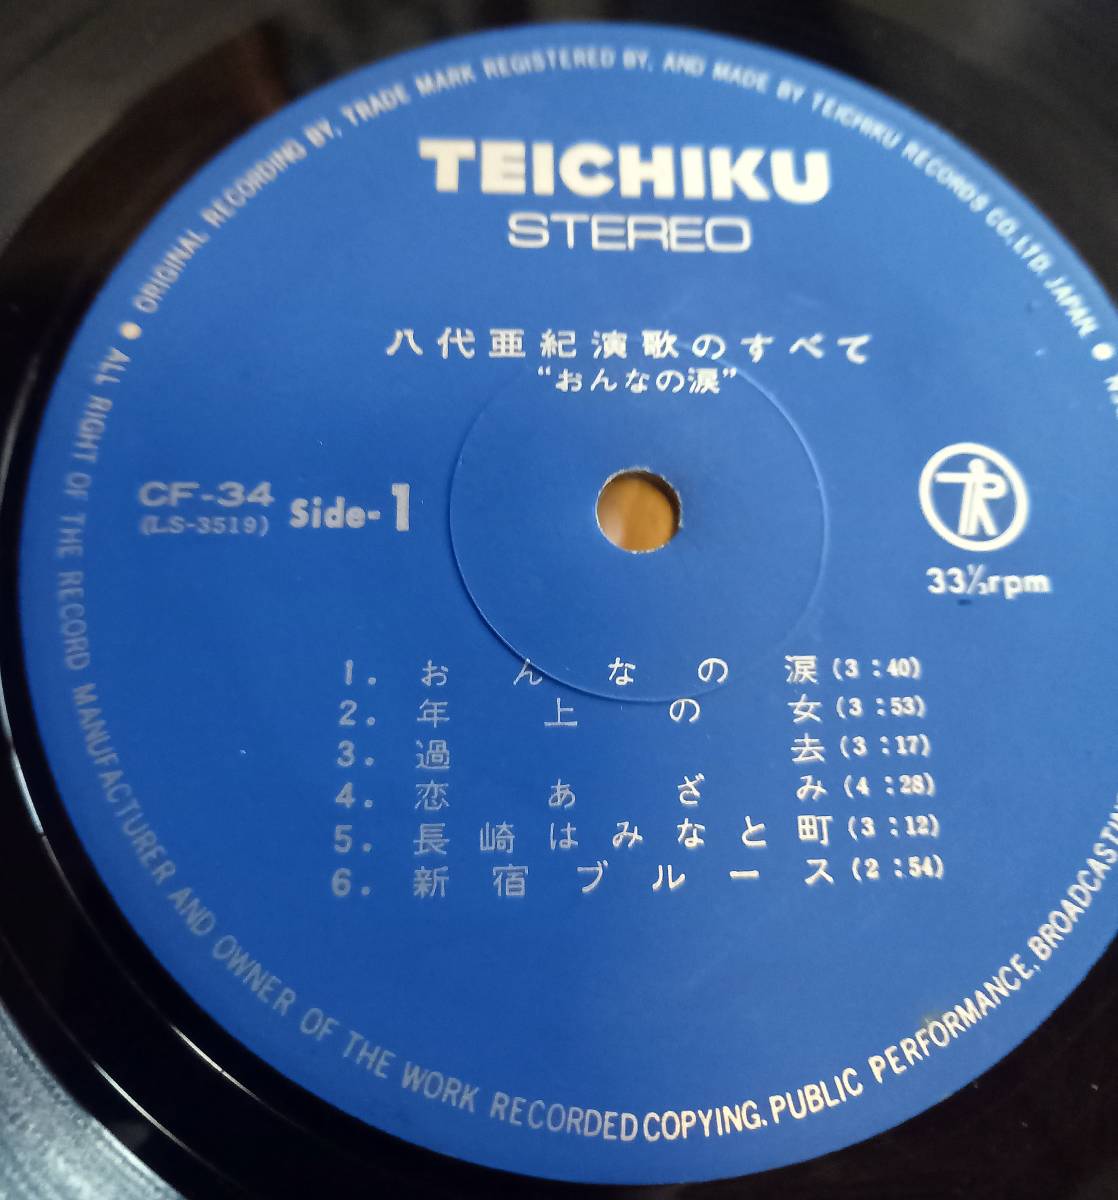 TEICHIKU
STEREO
八代亜紀演歌のすべて
“おんなの涙”
CF-34
(LS-3519)
Side-1
33⅓rpm
1. おんなの涙 (3:40)
2. 年上の女 (3:53)
3. 過去 (3:17)
4. 恋あざみ (4:28)
5. 長崎はみなと町 (3:12)
6. 新宿ブルース (2:54)
● ORIGINAL RECORDING BY, TRADE MARK REGISTERED BY, AND MADE BY TEICHIKU RECORDS CO., LTD. JAPAN ●
ALL RIGHT OF THE RECORD MANUFACTURER AND OWNER OF THE WORK RECORDED COPYING, PUBLIC PERFORMANCE, BROADCASTIN